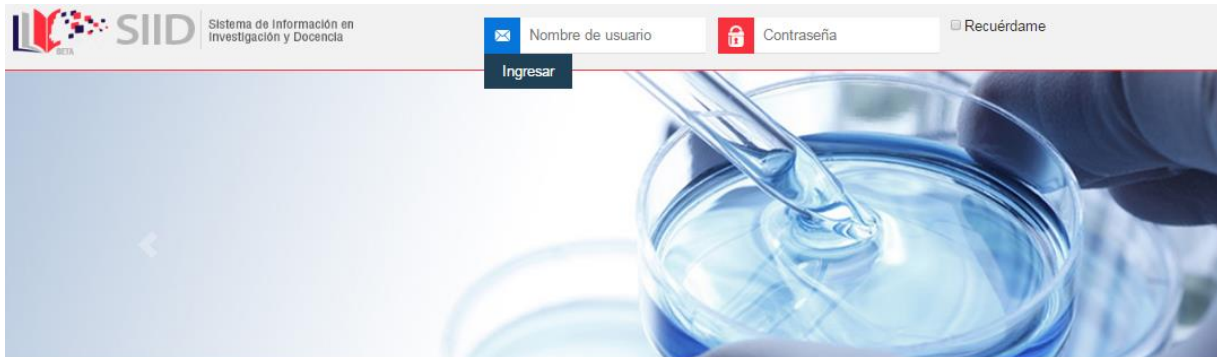 BETA
SIID
Sistema de Información en
Investigación y Docencia
Nombre de usuario
Contraseña
Recuérdame
Ingresar